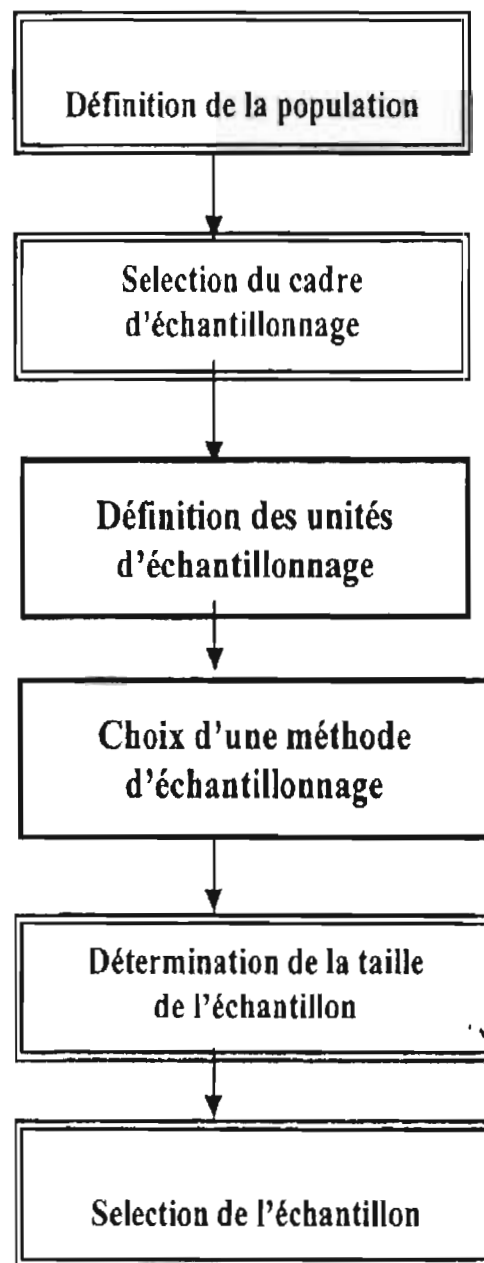 Définition de la population
Selection du cadre
d'échantillonnage
Définition des unités
d'échantillonnage
Choix d'une méthode
d'échantillonnage
Détermination de la taille
de l'échantillon
Selection de l'échantillon